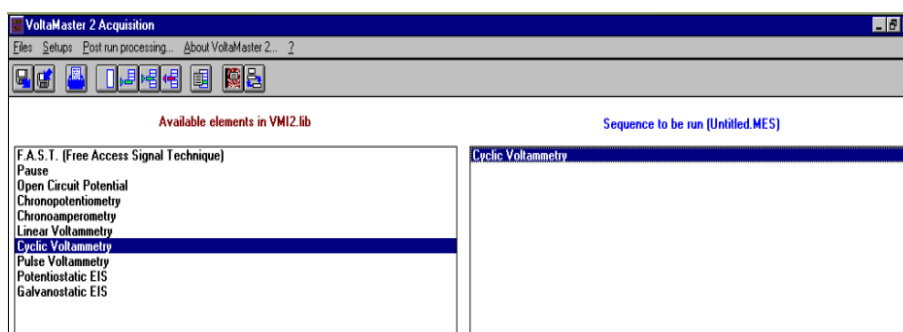 VoltaMaster 2 Acquisition
Files Setups Post run processing... About VoltaMaster 2... ?
Available elements in VMI2.lib
Sequence to be run (Untitled.MES)
F.A.S.T. (Free Access Signal Technique)
Pause
Open Circuit Potential
Chronopotentiometry
Chronoamperometry
Linear Voltammetry
Cyclic Voltammetry
Pulse Voltammetry
Potentiostatic EIS
Galvanostatic EIS
Cyclic Voltammetry